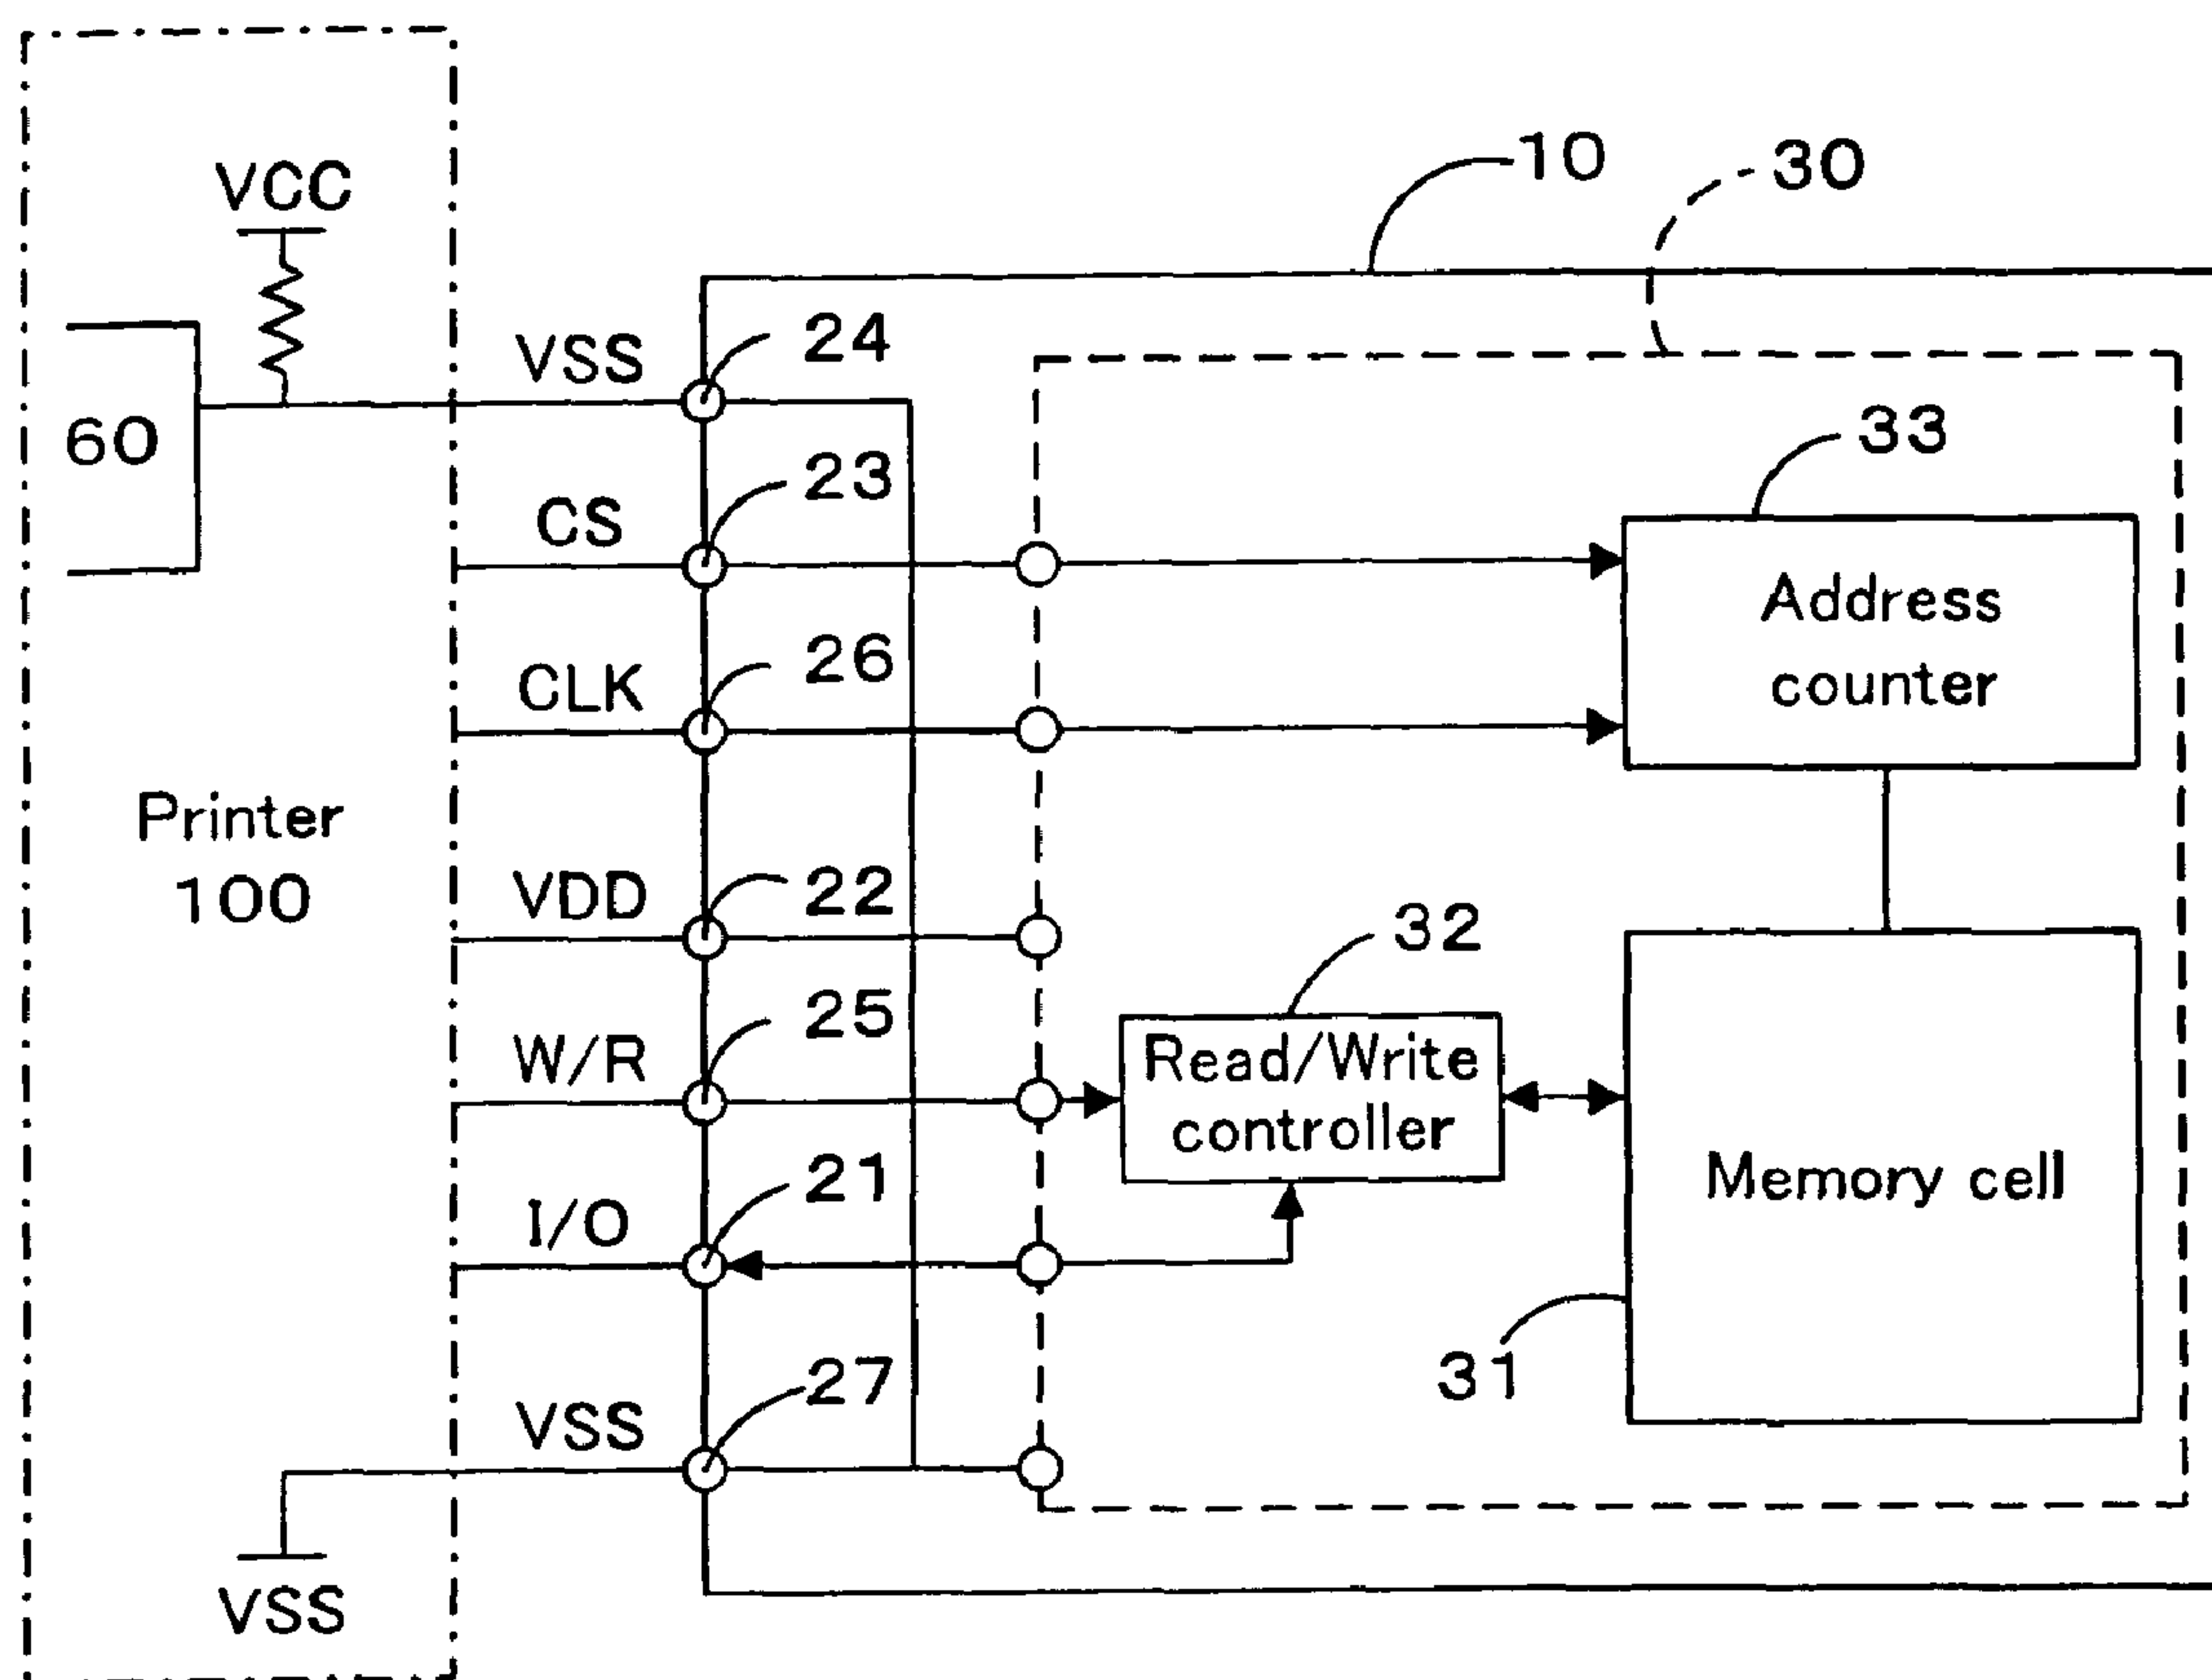 VCC
10
30
VSS
24
60
CS
23
33
Address
counter
CLK
26
Printer
100
VDD
22
32
W/R
25
Read/Write
controller
Memory cell
I/O
21
31
VSS
27
VSS